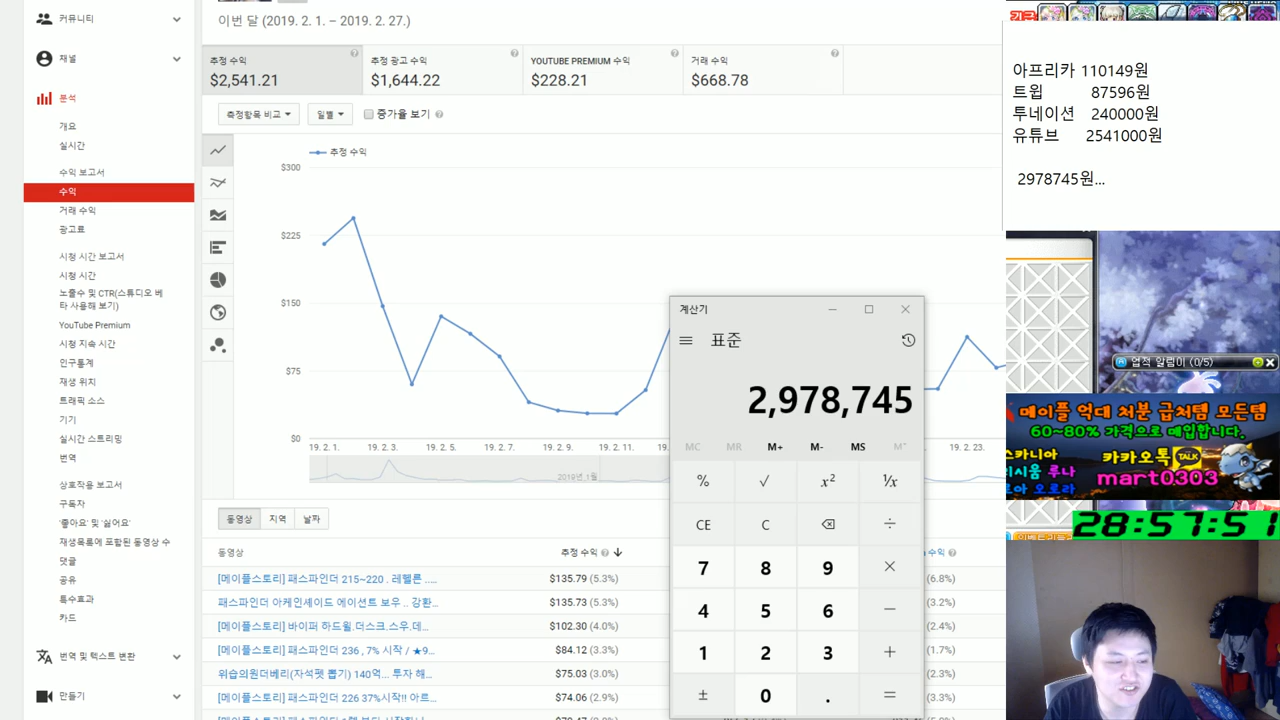 커뮤니티
채널
분석
개요
실시간
수익 보고서
수익
거래 수익
광고료
시청 시간 보고서
시청 시간
노출수 및 CTR(스튜디오 베
타 사용해 보기)
YouTube Premium
시청 지속 시간
인구통계
재생 위치
트래픽 소스
기기
실시간 스트리밍
번역
상호작용 보고서
구독자
'좋아요' 및 '싫어요'
재생목록에 포함된 동영상 수
댓글
공유
특수효과
카드
번역 및 텍스트 변환
만들기
이번 달 (2019. 2. 1. – 2019. 2. 27.)
추정 수익
$2,541.21
추정 광고 수익
$1,644.22
YOUTUBE PREMIUM 수익
$228.21
거래 수익
$668.78
측정항목 비교
일별
증가율 보기
추정 수익
$300
$225
$150
$75
$0
19. 2. 1.
19. 2. 3.
19. 2. 5.
19. 2. 7.
19. 2. 9.
19. 2. 11.
19. 2. 23.
2019년 1월
동영상
지역
날짜
동영상
추정 수익
수익
[메이플스토리] 패스파인더 215~220 . 레헬른 .....
$135.79 (5.3%)
(6.8%)
패스파인더 아케인셰이드 에이션트 보우 .. 강환...
$135.73 (5.3%)
(3.2%)
[메이플스토리] 바이퍼 하드윌.더스크.스우.데...
$102.30 (4.0%)
(2.4%)
[메이플스토리] 패스파인더 236 , 7% 시작 / ★9...
$84.12 (3.3%)
(1.7%)
위습의원더베리(자석펫 뽑기) 140억... 투자 해...
$75.03 (3.0%)
(3.3%)
[메이플스토리] 패스파인더 226 37%시작!! 아르...
$74.06 (2.9%)
(3.3%)
계산기
표준
2,978,745
MC
MR
M+
M-
MS
M˅
%
√
x²
¹/x
CE
C
÷
7
8
9
×
4
5
6
−
1
2
3
+
±
0
.
=
아프리카 110149원
트윕 87596원
투네이션 240000원
유튜브 2541000원
2978745원...
업적 알림이 (0/5)
메이플 억대 처분 급처템 모든템
60~80% 가격으로 매입합니다.
스카니아
카카오톡
TALK
루나
오로라
mart0303
28:57:51